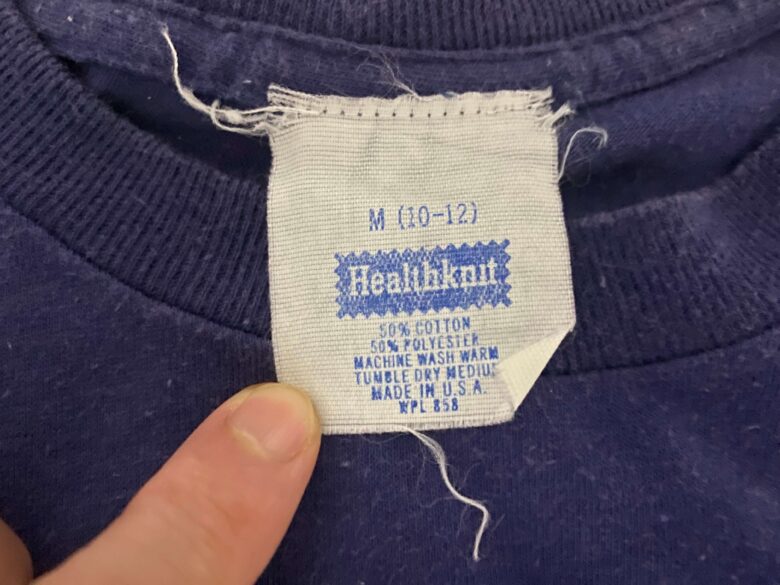 M (10-12)
Healthknit
50% COTTON
50% POLYESTER
MACHINE WASH WARM
TUMBLE DRY MEDIUM
MADE IN U.S.A.
WPL 858